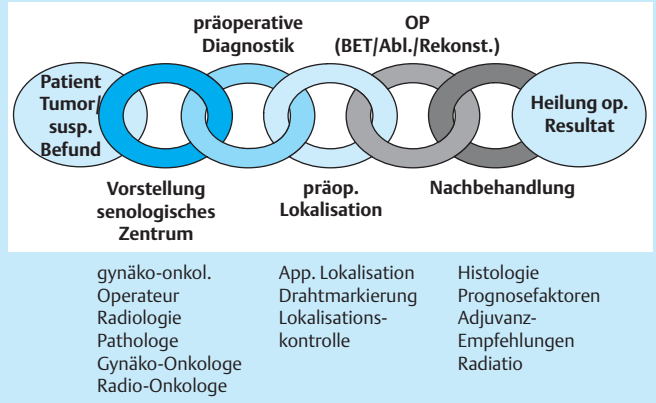 präoperative
Diagnostik
OP
(BET/Abl./Rekonst.)
Patient
Tumor/
susp.
Befund
Heilung op.
Resultat
Vorstellung
senologisches
Zentrum
präop.
Lokalisation
Nachbehandlung
gynäko-onkol.
Operateur
Radiologie
Pathologe
Gynäko-Onkologe
Radio-Onkologe
App. Lokalisation
Drahtmarkierung
Lokalisations-
kontrolle
Histologie
Prognosefaktoren
Adjuvanz-
Empfehlungen
Radiatio